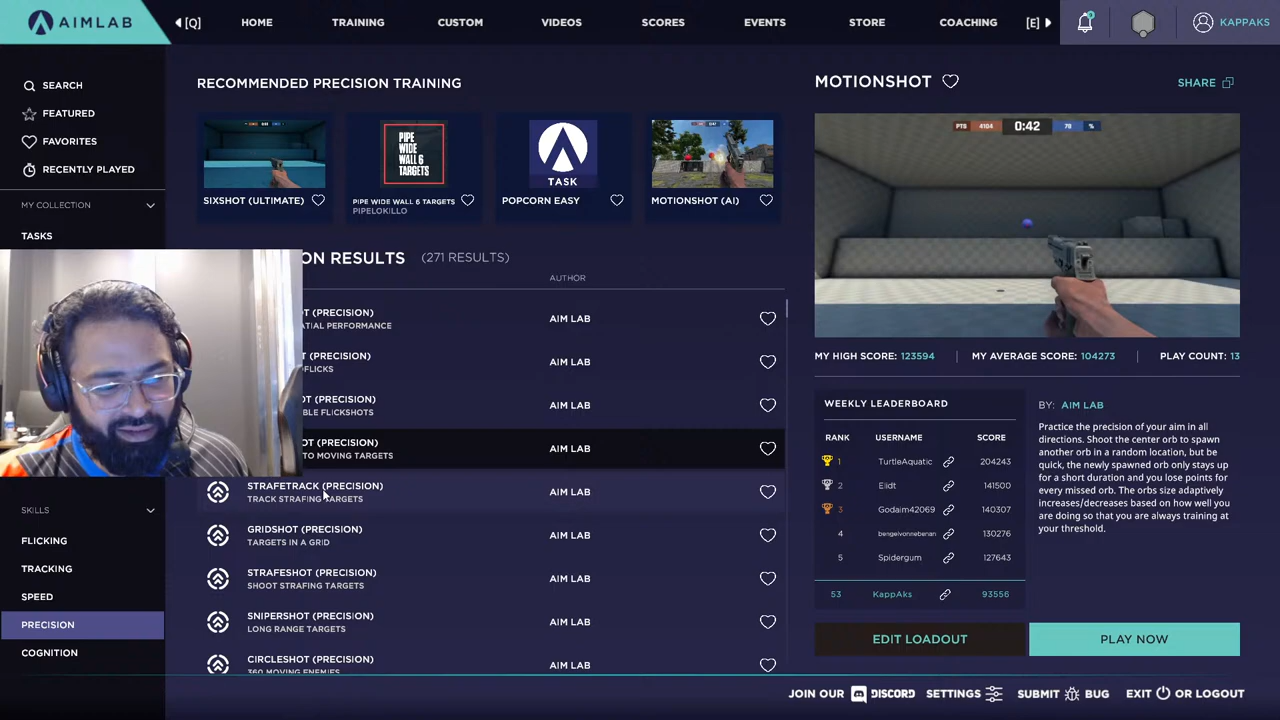 AIMLAB
[Q]
HOME
TRAINING
CUSTOM
VIDEOS
SCORES
EVENTS
STORE
COACHING
[E]
KAPPAKS
SEARCH
FEATURED
FAVORITES
RECENTLY PLAYED
MY COLLECTION
TASKS
SKILLS
FLICKING
TRACKING
SPEED
PRECISION
COGNITION
RECOMMENDED PRECISION TRAINING
PIPE
WIDE
WALL 6
TARGETS
TASK
SIXSHOT (ULTIMATE)
PIPE WIDE WALL 6 TARGETS
PIPELOKILLO
POPCORN EASY
MOTIONSHOT (AI)
ON RESULTS (271 RESULTS)
AUTHOR
OT (PRECISION)
ATIAL PERFORMANCE
AIM LAB
T (PRECISION)
FLICKS
AIM LAB
OT (PRECISION)
BLE FLICKSHOTS
AIM LAB
OT (PRECISION)
TO MOVING TARGETS
AIM LAB
STRAFETRACK (PRECISION)
TRACK STRAFING TARGETS
AIM LAB
GRIDSHOT (PRECISION)
TARGETS IN A GRID
AIM LAB
STRAFESHOT (PRECISION)
SHOOT STRAFING TARGETS
AIM LAB
SNIPERSHOT (PRECISION)
LONG RANGE TARGETS
AIM LAB
CIRCLESHOT (PRECISION)
360 MOVING ENEMIES
AIM LAB
MOTIONSHOT
SHARE
PTS 4104 0:42 78 %
MY HIGH SCORE: 123594
MY AVERAGE SCORE: 104273
PLAY COUNT: 13
WEEKLY LEADERBOARD
RANK USERNAME SCORE
1 TurtleAquatic 204243
2 Elidt 141500
3 Godaim42069 140307
4 bengelvonnebenan 130276
5 Spidergum 127643
53 KappAks 93556
BY: AIM LAB
Practice the precision of your aim in all
directions. Shoot the center orb to spawn
another orb in a random location, but be
quick, the newly spawned orb only stays up
for a short duration and you lose points for
every missed orb. The orbs size adaptively
increases/decreases based on how well you
are doing so that you are always training at
your threshold.
EDIT LOADOUT
PLAY NOW
JOIN OUR DISCORD
SETTINGS
SUBMIT BUG
EXIT OR LOGOUT